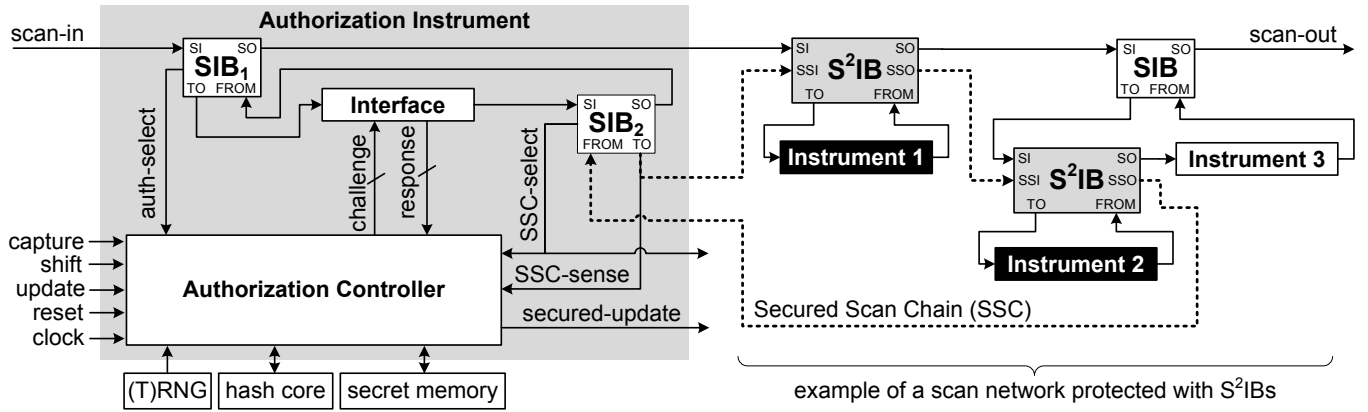 Authorization Instrument
scan-in
SI SO
SIB₁
TO FROM
auth-select
Interface
challenge
response
SI SO
SIB₂
FROM TO
SSC-select
SSC-sense
secured-update
capture
shift
update
reset
clock
Authorization Controller
(T)RNG
hash core
secret memory
SI
SSI S²IB SSO
TO FROM
Instrument 1
SI SO
SIB
TO FROM
scan-out
SI SO
SSI S²IB SSO
TO FROM
Instrument 2
Instrument 3
Secured Scan Chain (SSC)
example of a scan network protected with S²IBs